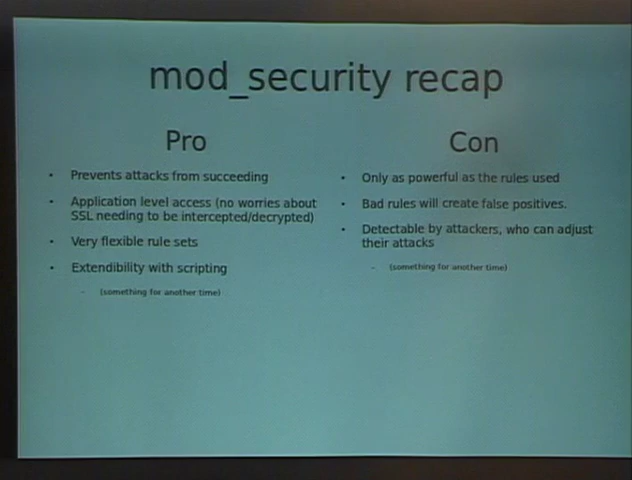 mod_security recap
Pro
• Prevents attacks from succeeding
• Application level access (no worries about
SSL needing to be intercepted/decrypted)
• Very flexible rule sets
• Extendibility with scripting
– (something for another time)
Con
• Only as powerful as the rules used
• Bad rules will create false positives.
• Detectable by attackers, who can adjust
their attacks
– (something for another time)